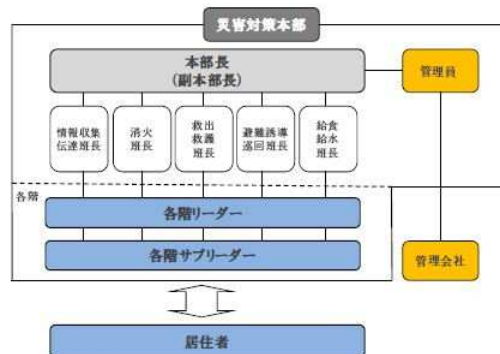 災害対策本部
本部長
(副本部長)
管理員
情報収集
伝達班長
消火
班長
救出
救護
班長
避難誘導
巡回班長
給食
給水
班長
各階
各階リーダー
各階サブリーダー
管理会社
居住者